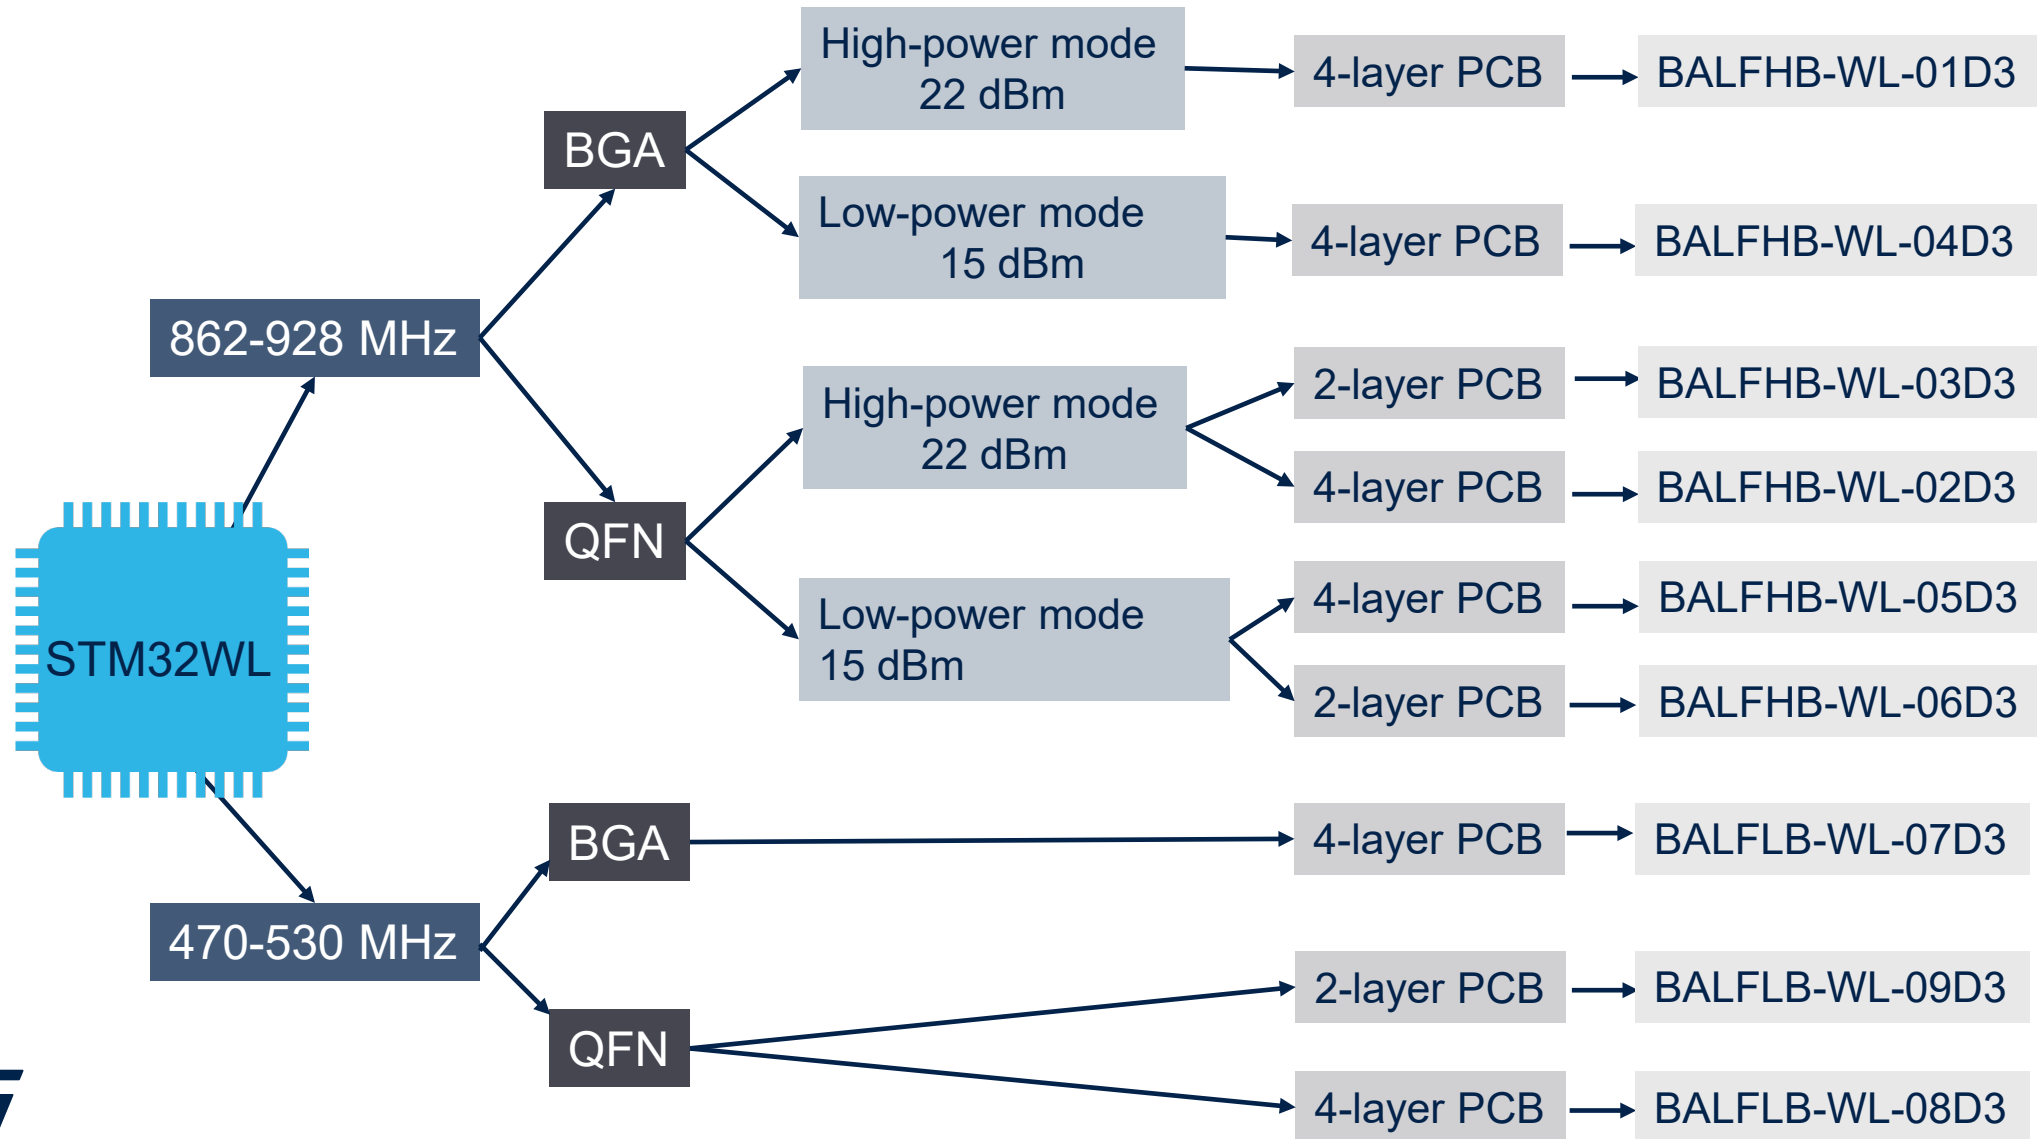 High-power mode
22 dBm
4-layer PCB
BALFHB-WL-01D3
BGA
Low-power mode
15 dBm
4-layer PCB
BALFHB-WL-04D3
862-928 MHz
High-power mode
22 dBm
2-layer PCB
BALFHB-WL-03D3
4-layer PCB
BALFHB-WL-02D3
QFN
Low-power mode
15 dBm
4-layer PCB
BALFHB-WL-05D3
2-layer PCB
BALFHB-WL-06D3
STM32WL
BGA
4-layer PCB
BALFLB-WL-07D3
470-530 MHz
QFN
2-layer PCB
BALFLB-WL-09D3
4-layer PCB
BALFLB-WL-08D3